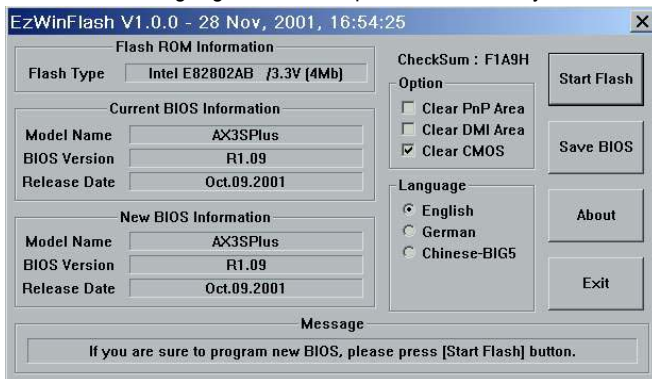 EzWinFlash V1.0.0 - 28 Nov, 2001, 16:54:25
Flash ROM Information
Flash Type Intel E82802AB /3.3V (4Mb)
Current BIOS Information
Model Name AX3SPlus
BIOS Version R1.09
Release Date Oct.09.2001
New BIOS Information
Model Name AX3SPlus
BIOS Version R1.09
Release Date Oct.09.2001
CheckSum : F1A9H
Option
Clear PnP Area
Clear DMI Area
Clear CMOS
Language
English
German
Chinese-BIG5
Start Flash
Save BIOS
About
Exit
Message
If you are sure to program new BIOS, please press [Start Flash] button.